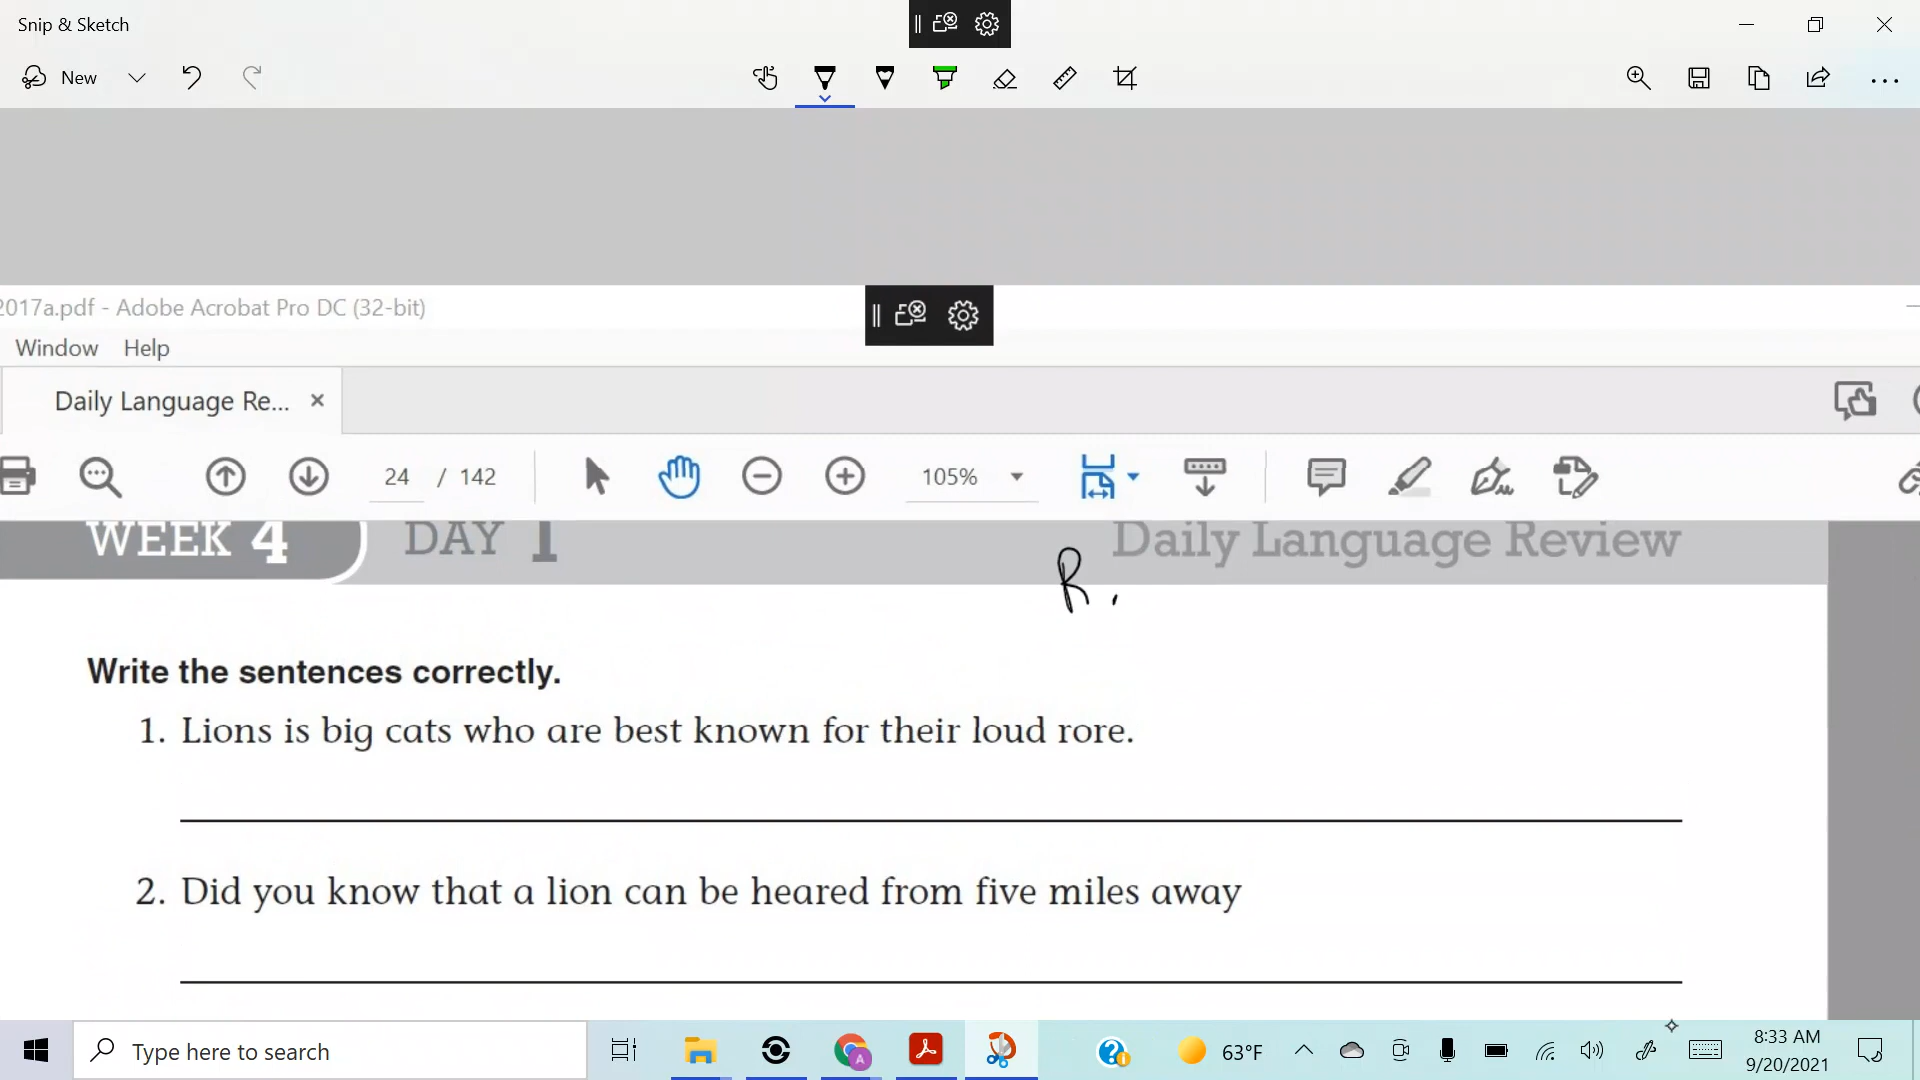 Snip & Sketch
New
2017a.pdf - Adobe Acrobat Pro DC (32-bit)
Window Help
Daily Language Re...
24 / 142
105%
WEEK 4 DAY 1 Daily Language Review
R.
Write the sentences correctly.
1. Lions is big cats who are best known for their loud rore.
2. Did you know that a lion can be heared from five miles away
Type here to search
63°F
8:33 AM
9/20/2021